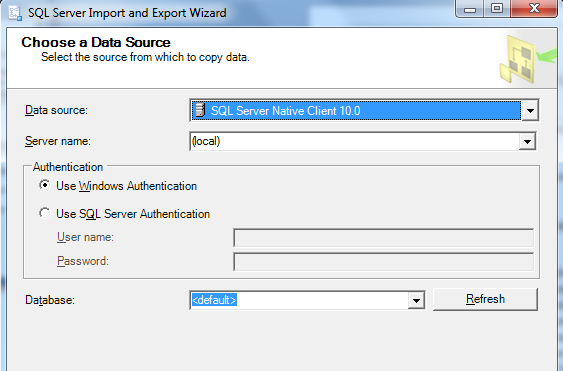 SQL Server Import and Export Wizard
Choose a Data Source
Select the source from which to copy data.
Data source: SQL Server Native Client 10.0
Server name: (local)
Authentication
Use Windows Authentication
Use SQL Server Authentication
User name:
Password:
Database: <default> Refresh